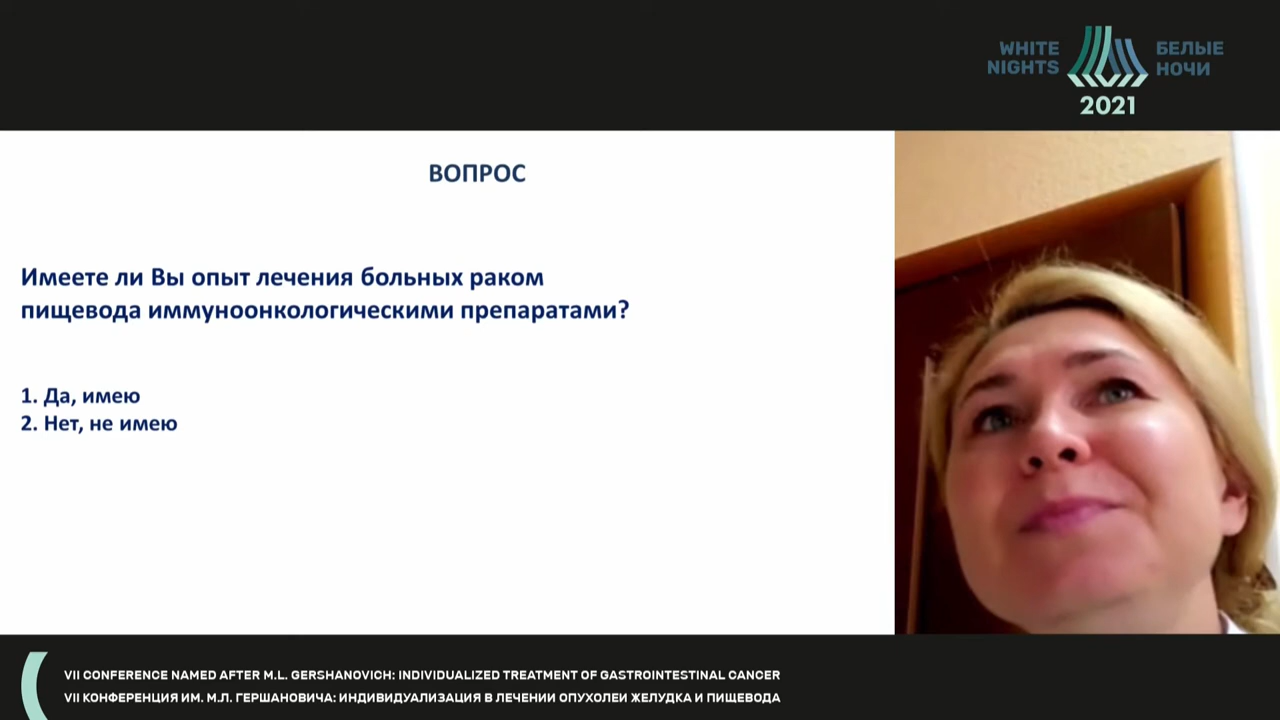 WHITE
NIGHTS
БЕЛЫЕ
НОЧИ
2021
ВОПРОС
Имеете ли Вы опыт лечения больных раком
пищевода иммуноонкологическими препаратами?
1. Да, имею
2. Нет, не имею
VII CONFERENCE NAMED AFTER M.L. GERSHANOVICH: INDIVIDUALIZED TREATMENT OF GASTROINTESTINAL CANCER
VII КОНФЕРЕНЦИЯ ИМ. М.Л. ГЕРШАНОВИЧА: ИНДИВИДУАЛИЗАЦИЯ В ЛЕЧЕНИИ ОПУХОЛЕИ ЖЕЛУДКА И ПИЩЕВОДА